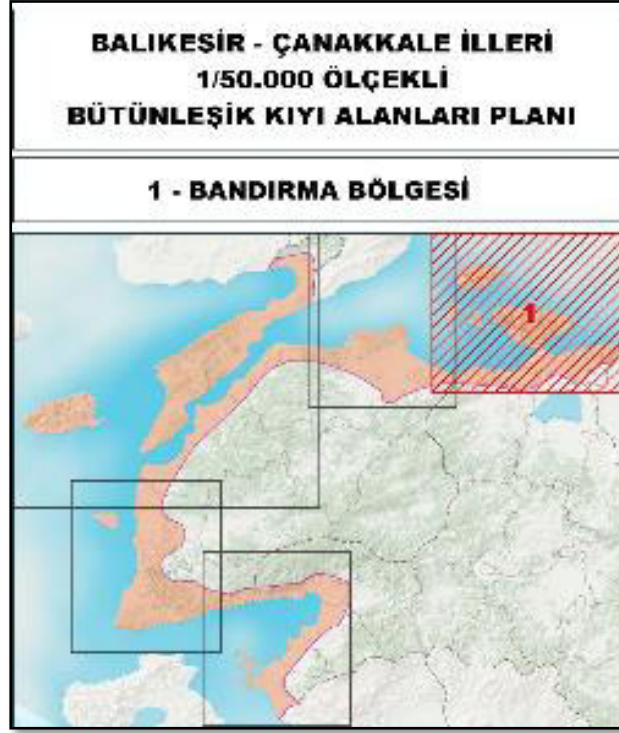 BALIKESİR - ÇANAKKALE İLLERİ
1/50.000 ÖLÇEKLİ
BÜTÜNLEŞİK KIYI ALANLARI PLANI
1 - BANDIRMA BÖLGESİ
1